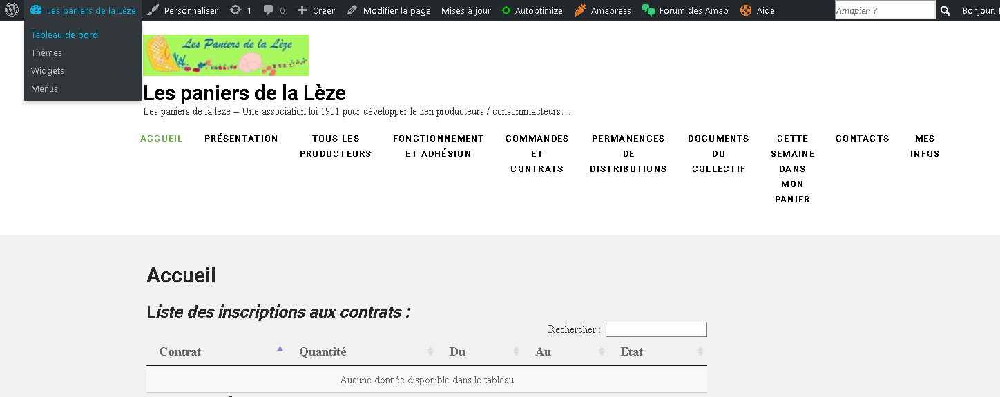 Les paniers de la Lèze Personnaliser 1 0 Créer Modifier la page Mises à jour Autoptimize Amapress Forum des Amap Aide Amapien ? Bonjour,
Tableau de bord
Thèmes
Widgets
Menus
Les Paniers de la Lèze
Les paniers de la Lèze
Les paniers de la leze – Une association loi 1901 pour développer le lien producteurs / consommacteurs…
ACCUEIL
PRÉSENTATION
TOUS LES
PRODUCTEURS
FONCTIONNEMENT
ET ADHÉSION
COMMANDES
ET
CONTRATS
PERMANENCES
DE
DISTRIBUTIONS
DOCUMENTS
DU
COLLECTIF
CETTE
SEMAINE
DANS
MON
PANIER
CONTACTS
MES
INFOS
Accueil
Liste des inscriptions aux contrats :
Rechercher :
Contrat Quantité Du Au Etat
Aucune donnée disponible dans le tableau